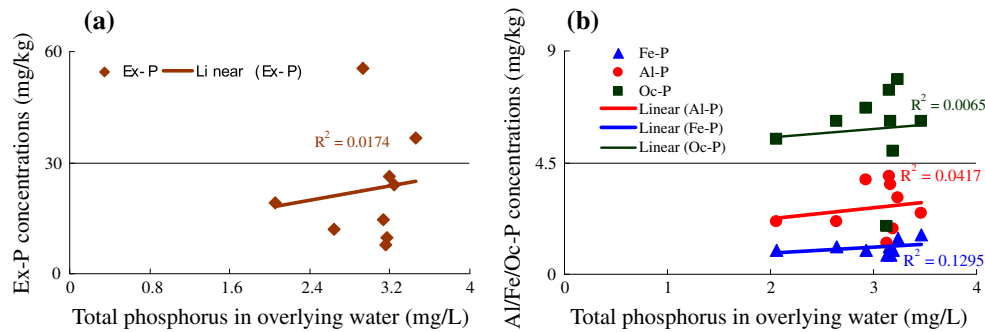 (a)
Ex-P concentrations (mg/kg)
60
30
0
Ex- P
Li near (Ex- P)
R² = 0.0174
0 0.8 1.6 2.4 3.2 4
Total phosphorus in overlying water (mg/L)
(b)
Al/Fe/Oc-P concentrations (mg/kg)
9
4.5
0
Fe-P
Al-P
Oc-P
Linear (Al-P)
Linear (Fe-P)
Linear (Oc-P)
R² = 0.0065
R² = 0.0417
R² = 0.1295
0 1 2 3 4
Total phosphorus in overlying water (mg/L)